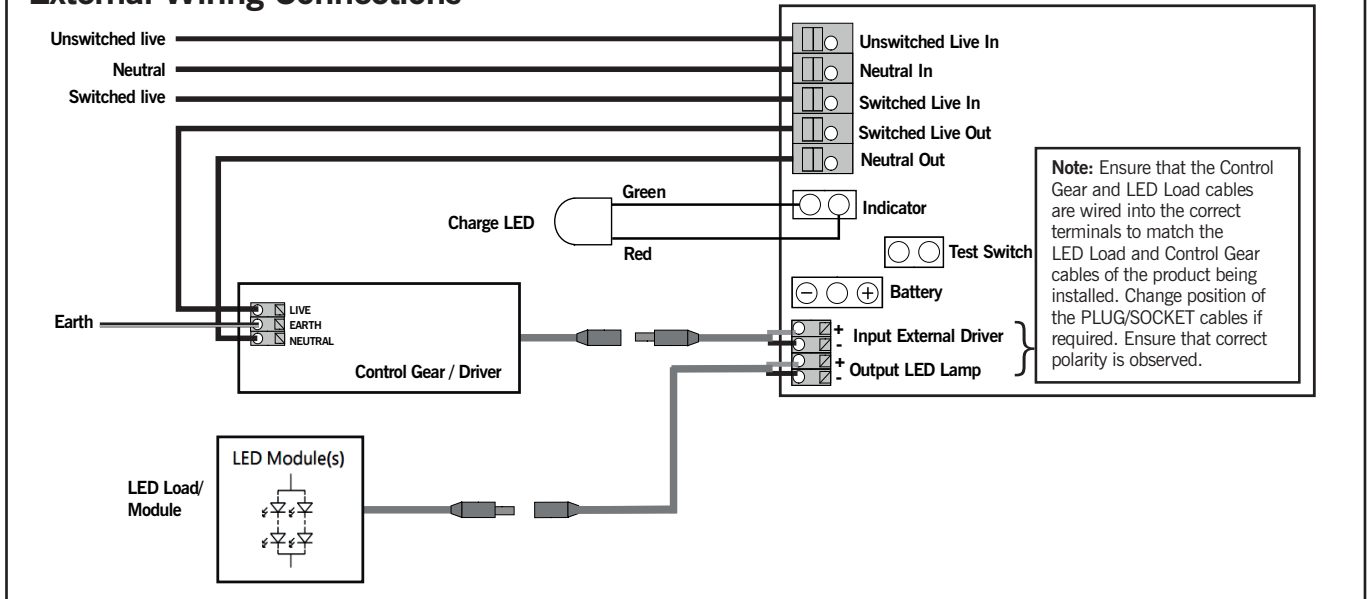 External Wiring Connections
Unswitched live
Neutral
Switched live
Unswitched Live In
Neutral In
Switched Live In
Switched Live Out
Neutral Out
Green
Charge LED
Red
Indicator
Test Switch
Battery
Note: Ensure that the Control
Gear and LED Load cables
are wired into the correct
terminals to match the
LED Load and Control Gear
cables of the product being
installed. Change position of
the PLUG/SOCKET cables if
required. Ensure that correct
polarity is observed.
Earth
LIVE
EARTH
NEUTRAL
Control Gear / Driver
+
Input External Driver
-
+
Output LED Lamp
-
LED Module(s)
LED Load/
Module